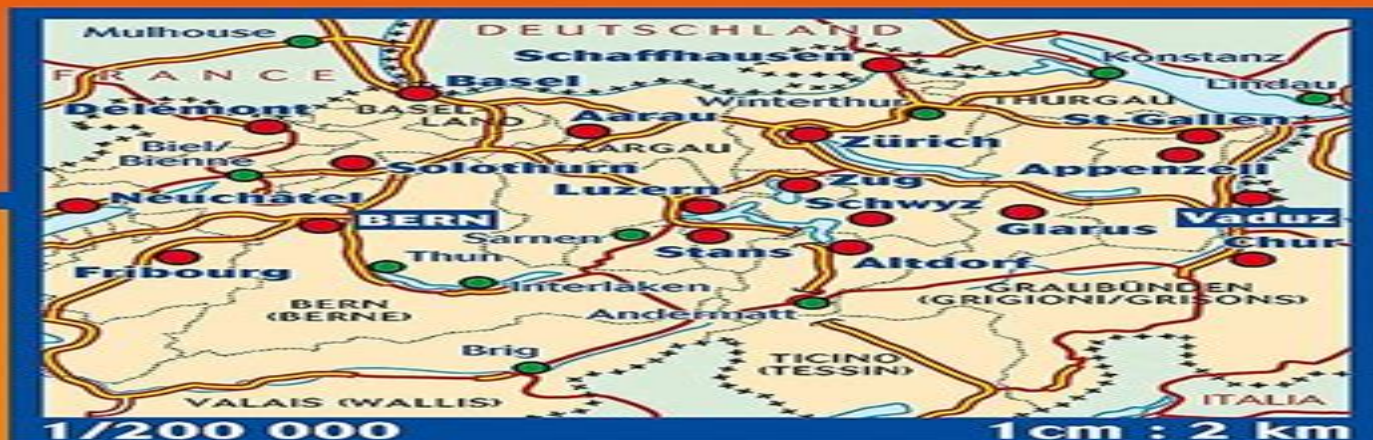 DEUTSCHLAND
Mulhouse
Schaffhausen
Konstanz
FRANCE
Basel
Lindau
Délémont
BASEL
LAND
Winterthur
THURGAU
Aarau
St-Gallen
Zürich
Biel/
Bienne
AARGAU
Solothurn
Appenzell
Luzern
Zug
Neuchâtel
Schwyz
BERN
Vaduz
Sarnen
Glarus
Chur
Stans
Thun
Altdorf
Fribourg
Interlaken
GRAUBÜNDEN
(GRIGIONI/GRISONS)
BERN
(BERNE)
Andermatt
Brig
TICINO
(TESSIN)
VALAIS (WALLIS)
ITALIA
1/200 000
1cm : 2 km